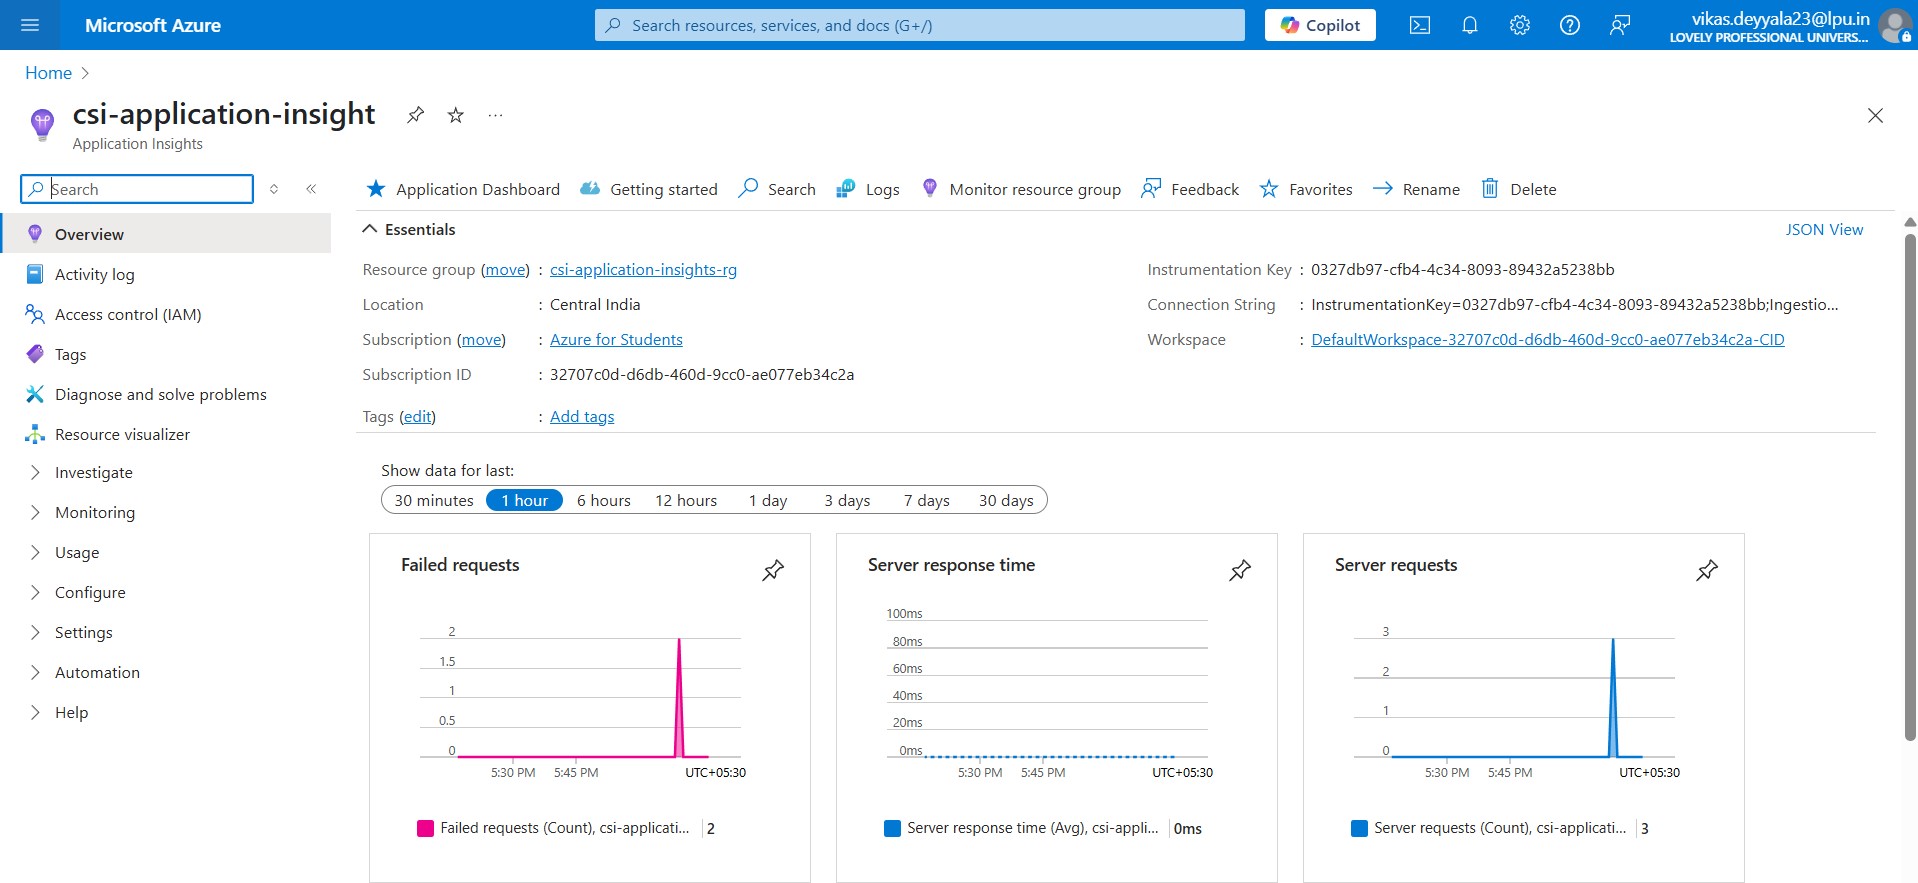 Microsoft Azure
Search resources, services, and docs (G+/)
Copilot
vikas.deyyala23@lpu.in
LOVELY PROFESSIONAL UNIVERS...
Home
csi-application-insight
Application Insights
Search
Application Dashboard
Getting started
Search
Logs
Monitor resource group
Feedback
Favorites
Rename
Delete
Overview
Activity log
Access control (IAM)
Tags
Diagnose and solve problems
Resource visualizer
Investigate
Monitoring
Usage
Configure
Settings
Automation
Help
Essentials
JSON View
Resource group (move) : csi-application-insights-rg
Location : Central India
Subscription (move) : Azure for Students
Subscription ID : 32707c0d-d6db-460d-9cc0-ae077eb34c2a
Tags (edit) : Add tags
Instrumentation Key : 0327db97-cfb4-4c34-8093-89432a5238bb
Connection String : InstrumentationKey=0327db97-cfb4-4c34-8093-89432a5238bb;Ingestio...
Workspace : DefaultWorkspace-32707c0d-d6db-460d-9cc0-ae077eb34c2a-CID
Show data for last:
30 minutes 1 hour 6 hours 12 hours 1 day 3 days 7 days 30 days
Failed requests
2
1.5
1
0.5
0
5:30 PM 5:45 PM UTC+05:30
Failed requests (Count), csi-applicati... 2
Server response time
100ms
80ms
60ms
40ms
20ms
0ms
5:30 PM 5:45 PM UTC+05:30
Server response time (Avg), csi-appli... 0ms
Server requests
3
2
1
0
5:30 PM 5:45 PM UTC+05:30
Server requests (Count), csi-applicati... 3